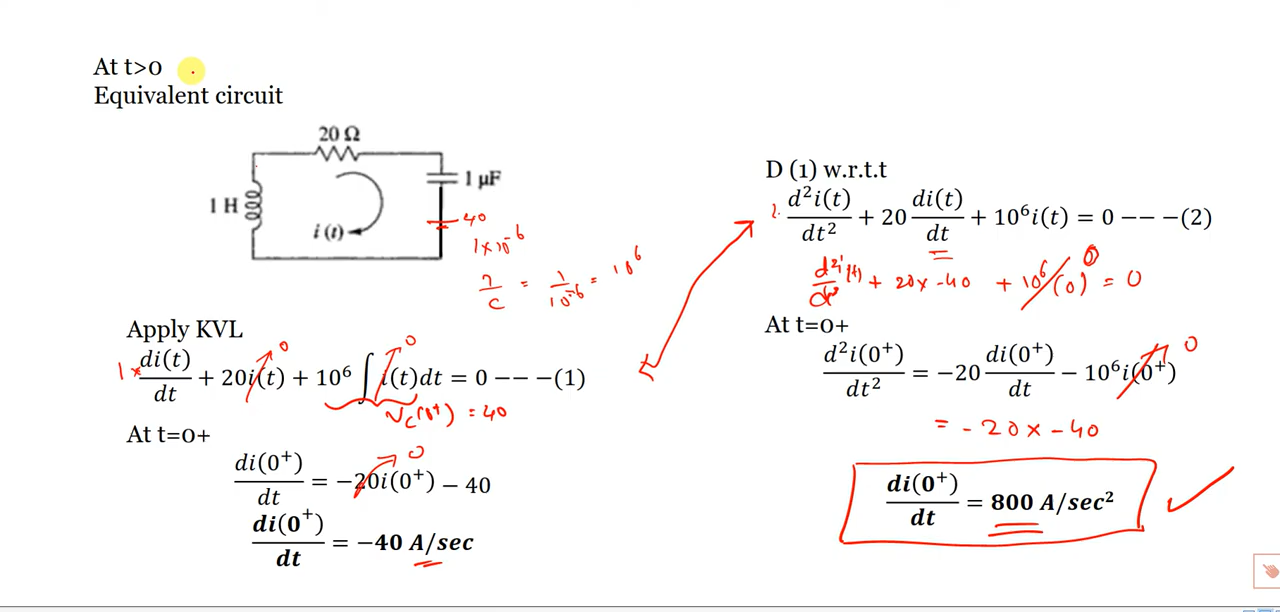 At t>0
Equivalent circuit
20 Ω
1 μF
1 H
i (t)
40
1×10^-6
1/C = 1/10^-6 = 10^6
Apply KVL
1× di(t)/dt + 20i(t) + 10⁶ ∫ i(t)dt = 0 −−− −(1)
0 0
V_C(0⁺) = 40
At t=0+
di(0⁺)/dt = −20i(0⁺) − 40
0
di(0⁺)/dt = −40 A/sec
D (1) w.r.t.t
1. d²i(t)/dt² + 20 di(t)/dt + 10⁶i(t) = 0 −−− −(2)
d²i(t)/dt² + 20× -40 + 10⁶(0) = 0
0
At t=0+
d²i(0⁺)/dt² = −20 di(0⁺)/dt − 10⁶i(0⁺)
0
= -20 × -40
di(0⁺)/dt = 800 A/sec²